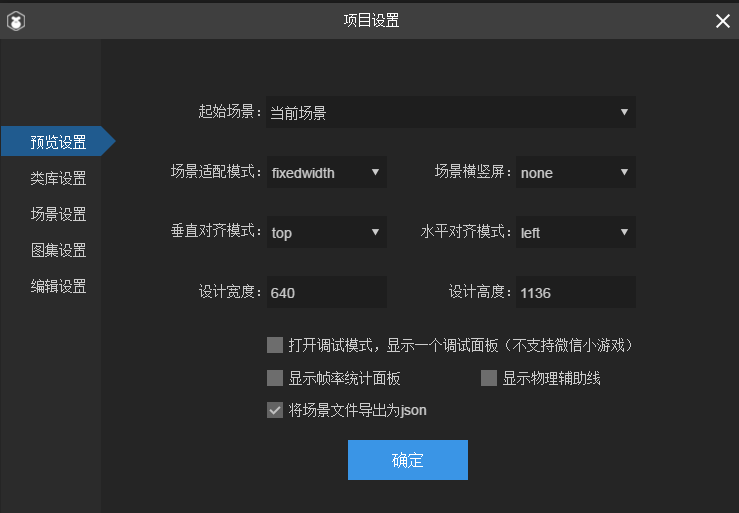 项目设置
预览设置
类库设置
场景设置
图集设置
编辑设置
起始场景： 当前场景
场景适配模式： fixedwidth 场景横竖屏： none
垂直对齐模式： top 水平对齐模式： left
设计宽度： 640 设计高度： 1136
打开调试模式，显示一个调试面板（不支持微信小游戏）
显示帧率统计面板 显示物理辅助线
将场景文件导出为json
确定